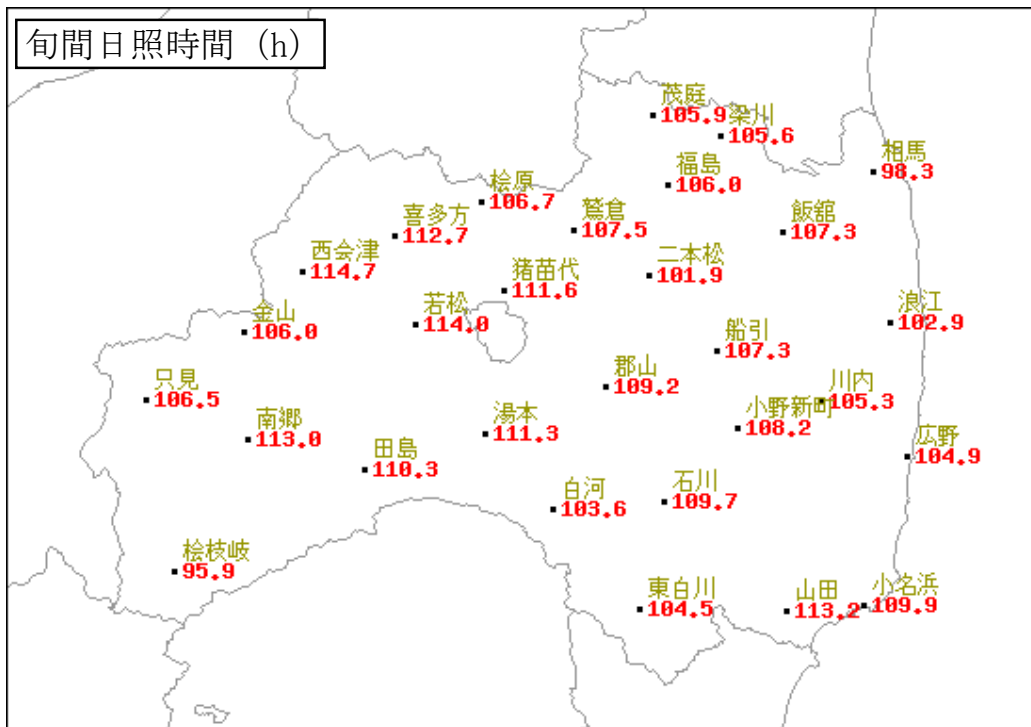 旬間日照時間 (h)
茂庭
105.9
梁川
105.6
相馬
98.3
福島
106.0
桧原
106.7
鷲倉
107.5
飯舘
107.3
喜多方
112.7
西会津
114.7
猪苗代
111.6
二本松
101.9
金山
106.0
若松
114.0
浪江
102.9
船引
107.3
只見
106.5
郡山
109.2
川内
105.3
小野新町
108.2
南郷
113.0
湯本
111.3
田島
110.3
広野
104.9
白河
103.6
石川
109.7
桧枝岐
95.9
東白川
104.5
山田
113.2
小名浜
109.9